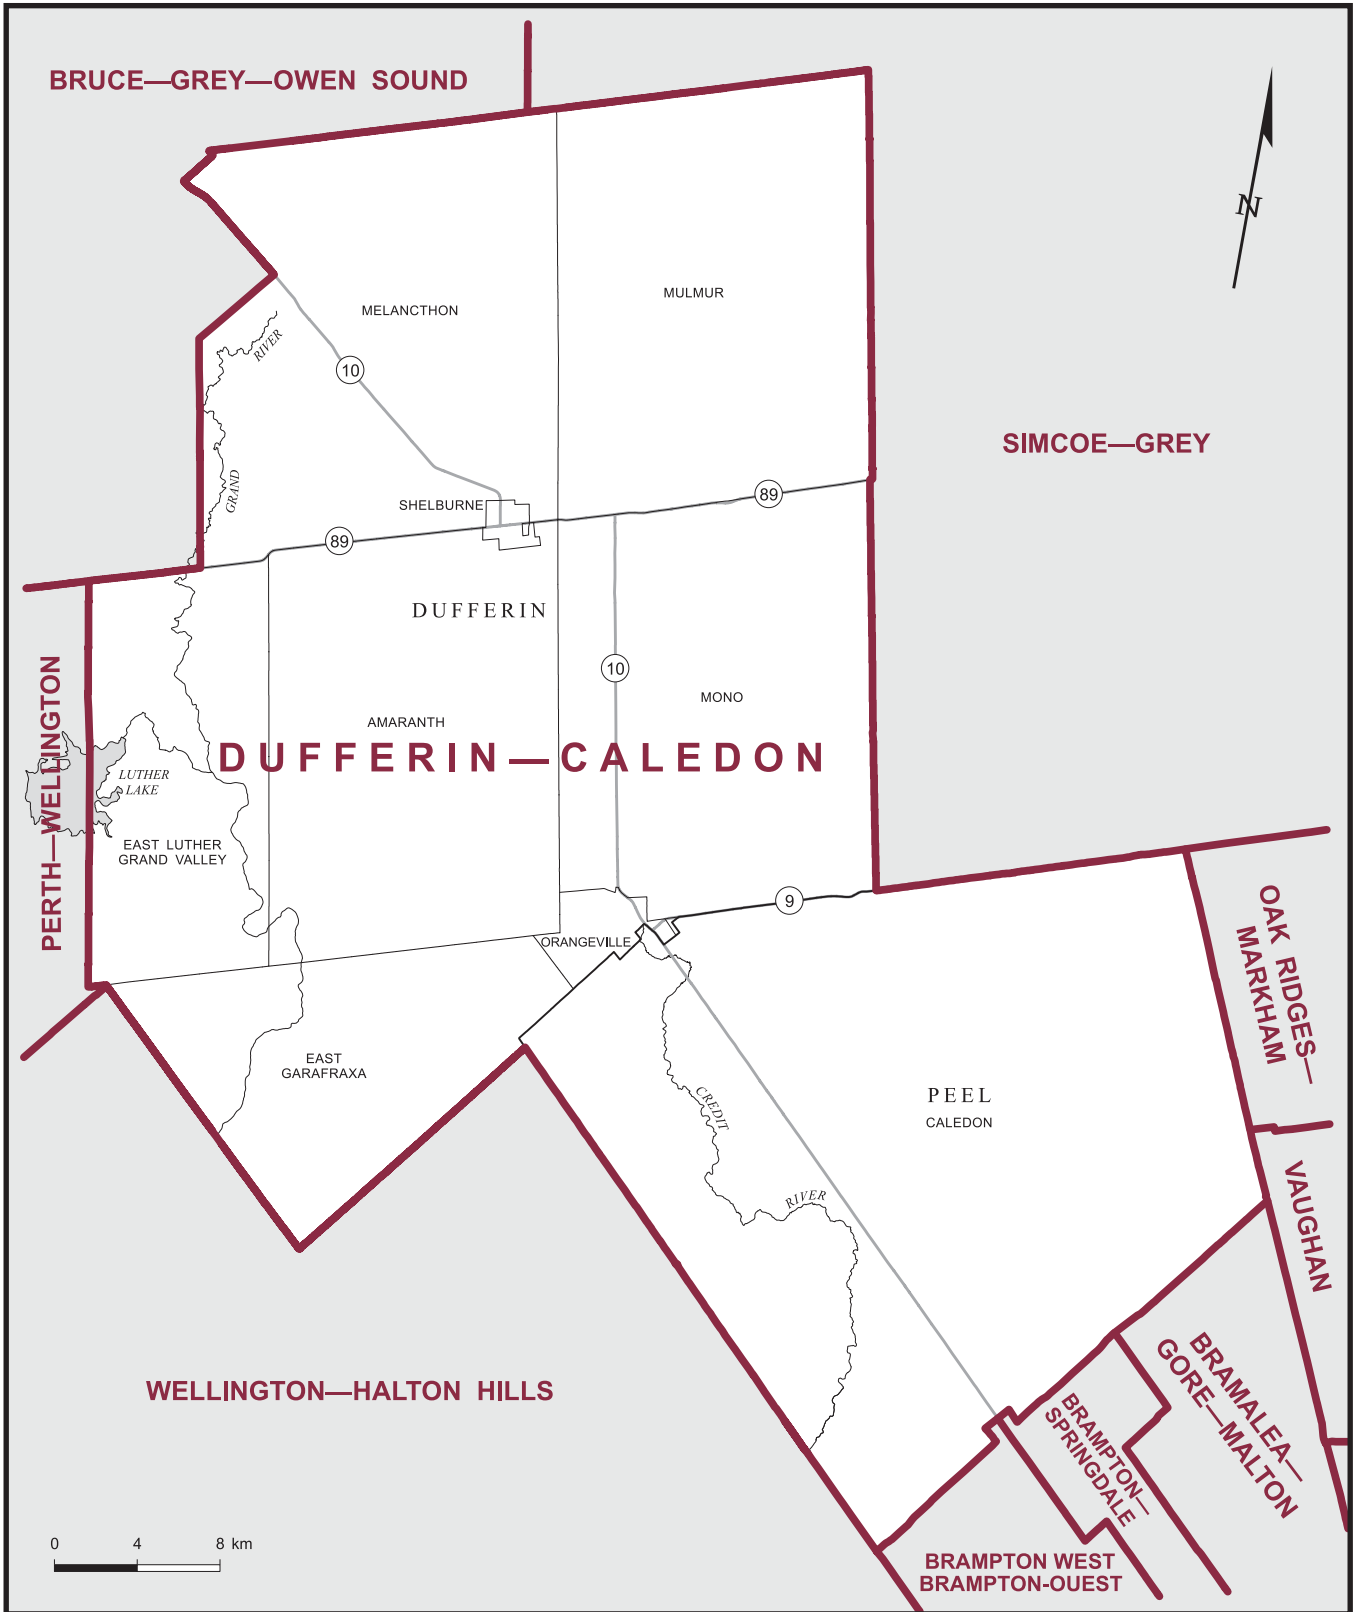 BRUCE—GREY—OWEN SOUND
N
MELANCTHON
MULMUR
RIVER
10
SIMCOE—GREY
GRAND
SHELBURNE
89
89
DUFFERIN
10
MONO
PERTH—WELLINGTON
AMARANTH
DUFFERIN—CALEDON
LUTHER
LAKE
EAST LUTHER
GRAND VALLEY
9
ORANGEVILLE
OAK RIDGES—
MARKHAM
EAST
GARAFRAXA
CREDIT
RIVER
PEEL
CALEDON
VAUGHAN
WELLINGTON—HALTON HILLS
BRAMALEA—
GORE—MALTON
BRAMPTON—
SPRINGDALE
BRAMPTON WEST
BRAMPTON-OUEST
0 4 8 km